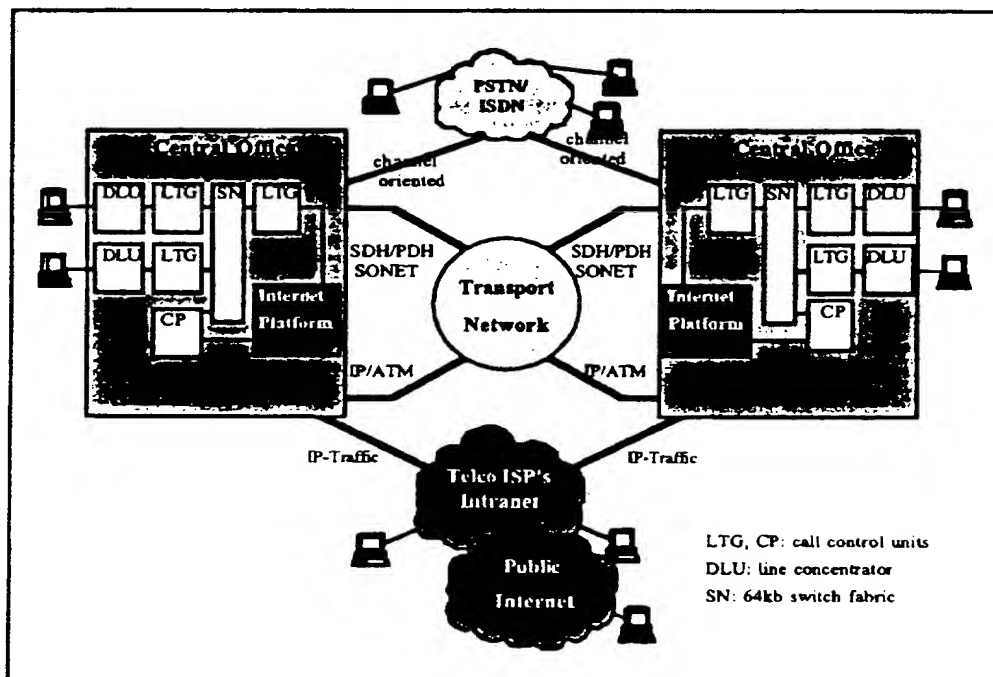 PSTN/
ISDN
Central Office
Central Office
channel
oriented
channel
oriented
DLU LTG SN LTG
LTG SN LTG DLU
DLU LTG
LTG DLU
SDH/PDH
SONET
SDH/PDH
SONET
Internet
Platform
CP
Transport
Network
Internet
Platform
CP
IP/ATM
IP/ATM
IP-Traffic
IP-Traffic
Telco ISP's
Intranet
Public
Internet
LTG, CP: call control units
DLU: line concentrator
SN: 64kb switch fabric